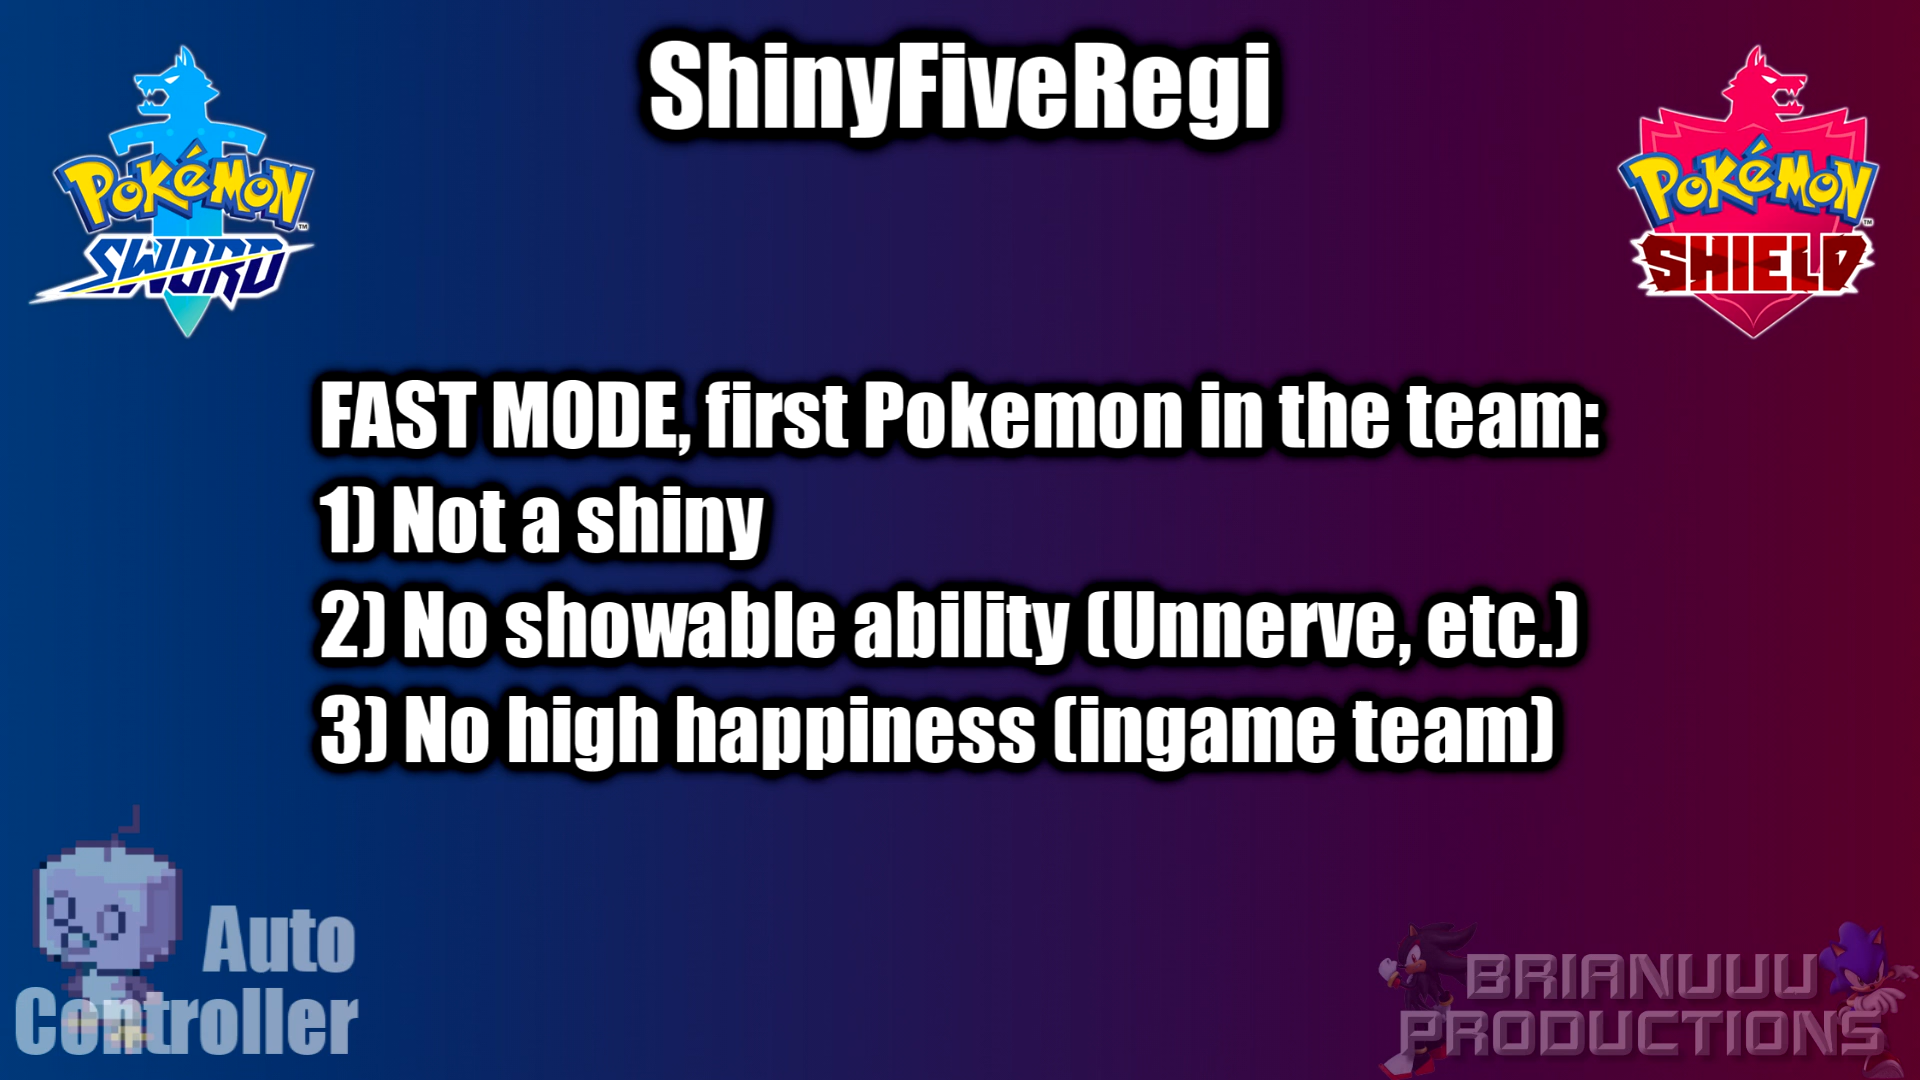 ShinyFiveRegi
POKéMON
SWORD
POKéMON
SHIELD
FAST MODE, first Pokemon in the team:
1) Not a shiny
2) No showable ability (Unnerve, etc.)
3) No high happiness (ingame team)
Auto
Controller
BRIANUUU
PRODUCTIONS